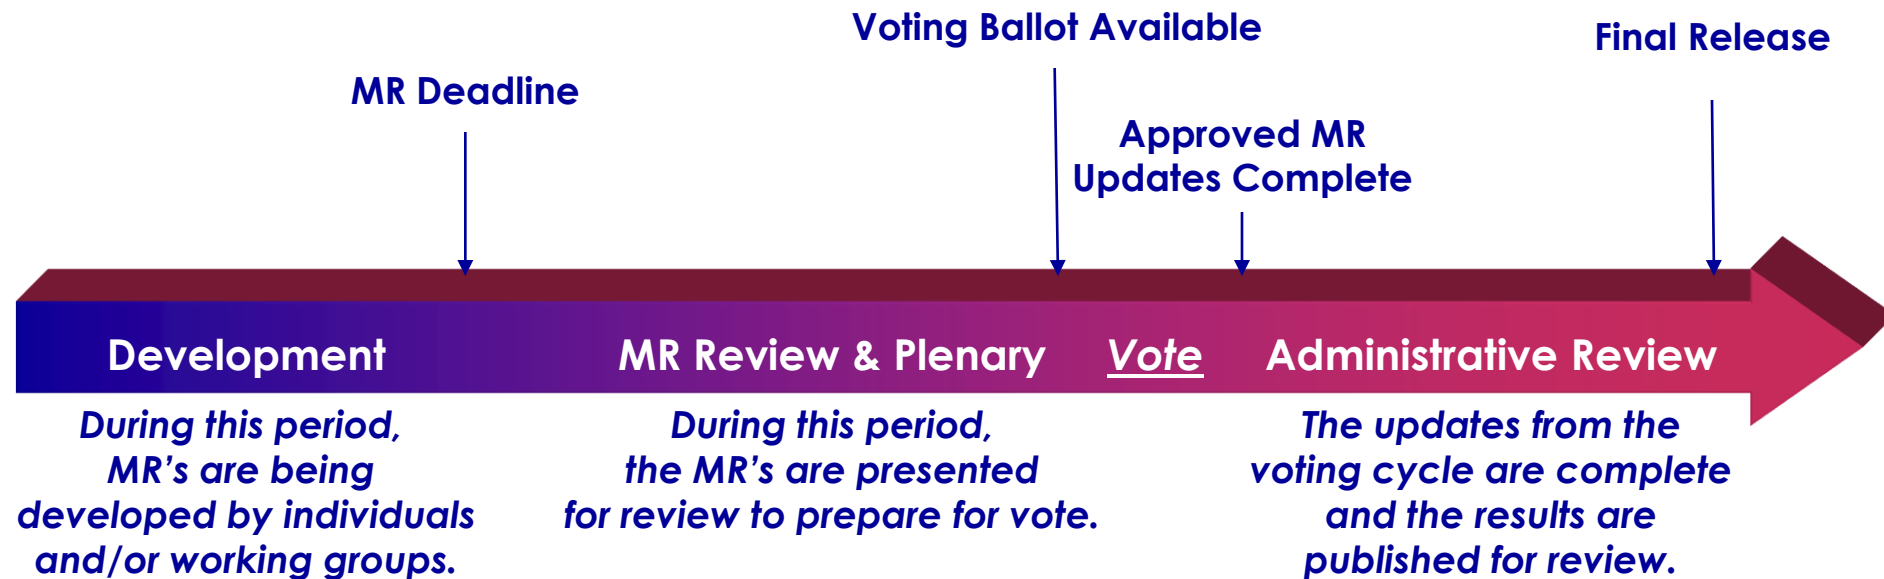 Voting Ballot Available
Final Release
MR Deadline
Approved MR
Updates Complete
Development
MR Review & Plenary
Vote
Administrative Review
During this period,
MR’s are being
developed by individuals
and/or working groups.
During this period,
the MR’s are presented
for review to prepare for vote.
The updates from the
voting cycle are complete
and the results are
published for review.